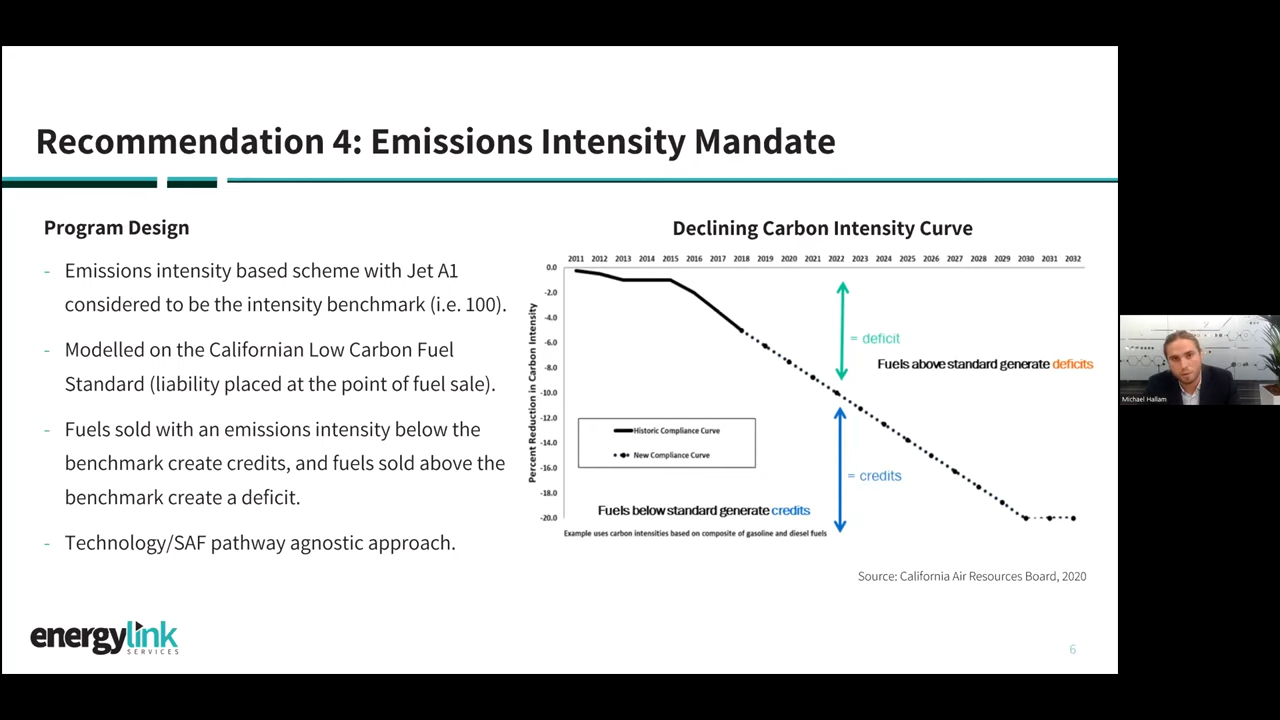 Recommendation 4: Emissions Intensity Mandate
Program Design
- Emissions intensity based scheme with Jet A1
considered to be the intensity benchmark (i.e. 100).
- Modelled on the Californian Low Carbon Fuel
Standard (liability placed at the point of fuel sale).
- Fuels sold with an emissions intensity below the
benchmark create credits, and fuels sold above the
benchmark create a deficit.
- Technology/SAF pathway agnostic approach.
Declining Carbon Intensity Curve
2011 2012 2013 2014 2015 2016 2017 2018 2019 2020 2021 2022 2023 2024 2025 2026 2027 2028 2029 2030 2031 2032
0.0
-2.0
-4.0
-6.0
-8.0
-10.0
-12.0
-14.0
-16.0
-18.0
-20.0
Percent Reduction in Carbon Intensity
= deficit
Fuels above standard generate deficits
Historic Compliance Curve
New Compliance Curve
= credits
Fuels below standard generate credits
Example uses carbon intensities based on composite of gasoline and diesel fuels
Source: California Air Resources Board, 2020
energylink
SERVICES
6
Michael Hallam